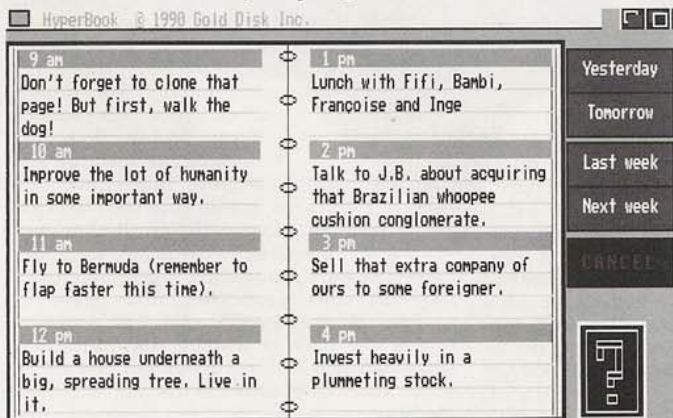 HyperBook © 1990 Gold Disk Inc.
9 am
Don't forget to clone that
page! But first, walk the
dog!
10 am
Improve the lot of humanity
in some important way.
11 am
Fly to Bermuda (remember to
flap faster this time).
12 pm
Build a house underneath a
big, spreading tree. Live in
it.
1 pm
Lunch with Fifi, Bambi,
Françoise and Inge
2 pm
Talk to J.B. about acquiring
that Brazilian whoopee
cushion conglomerate.
3 pm
Sell that extra company of
ours to some foreigner.
4 pm
Invest heavily in a
plummeting stock.
Yesterday
Tomorrow
Last week
Next week
CANCEL
?